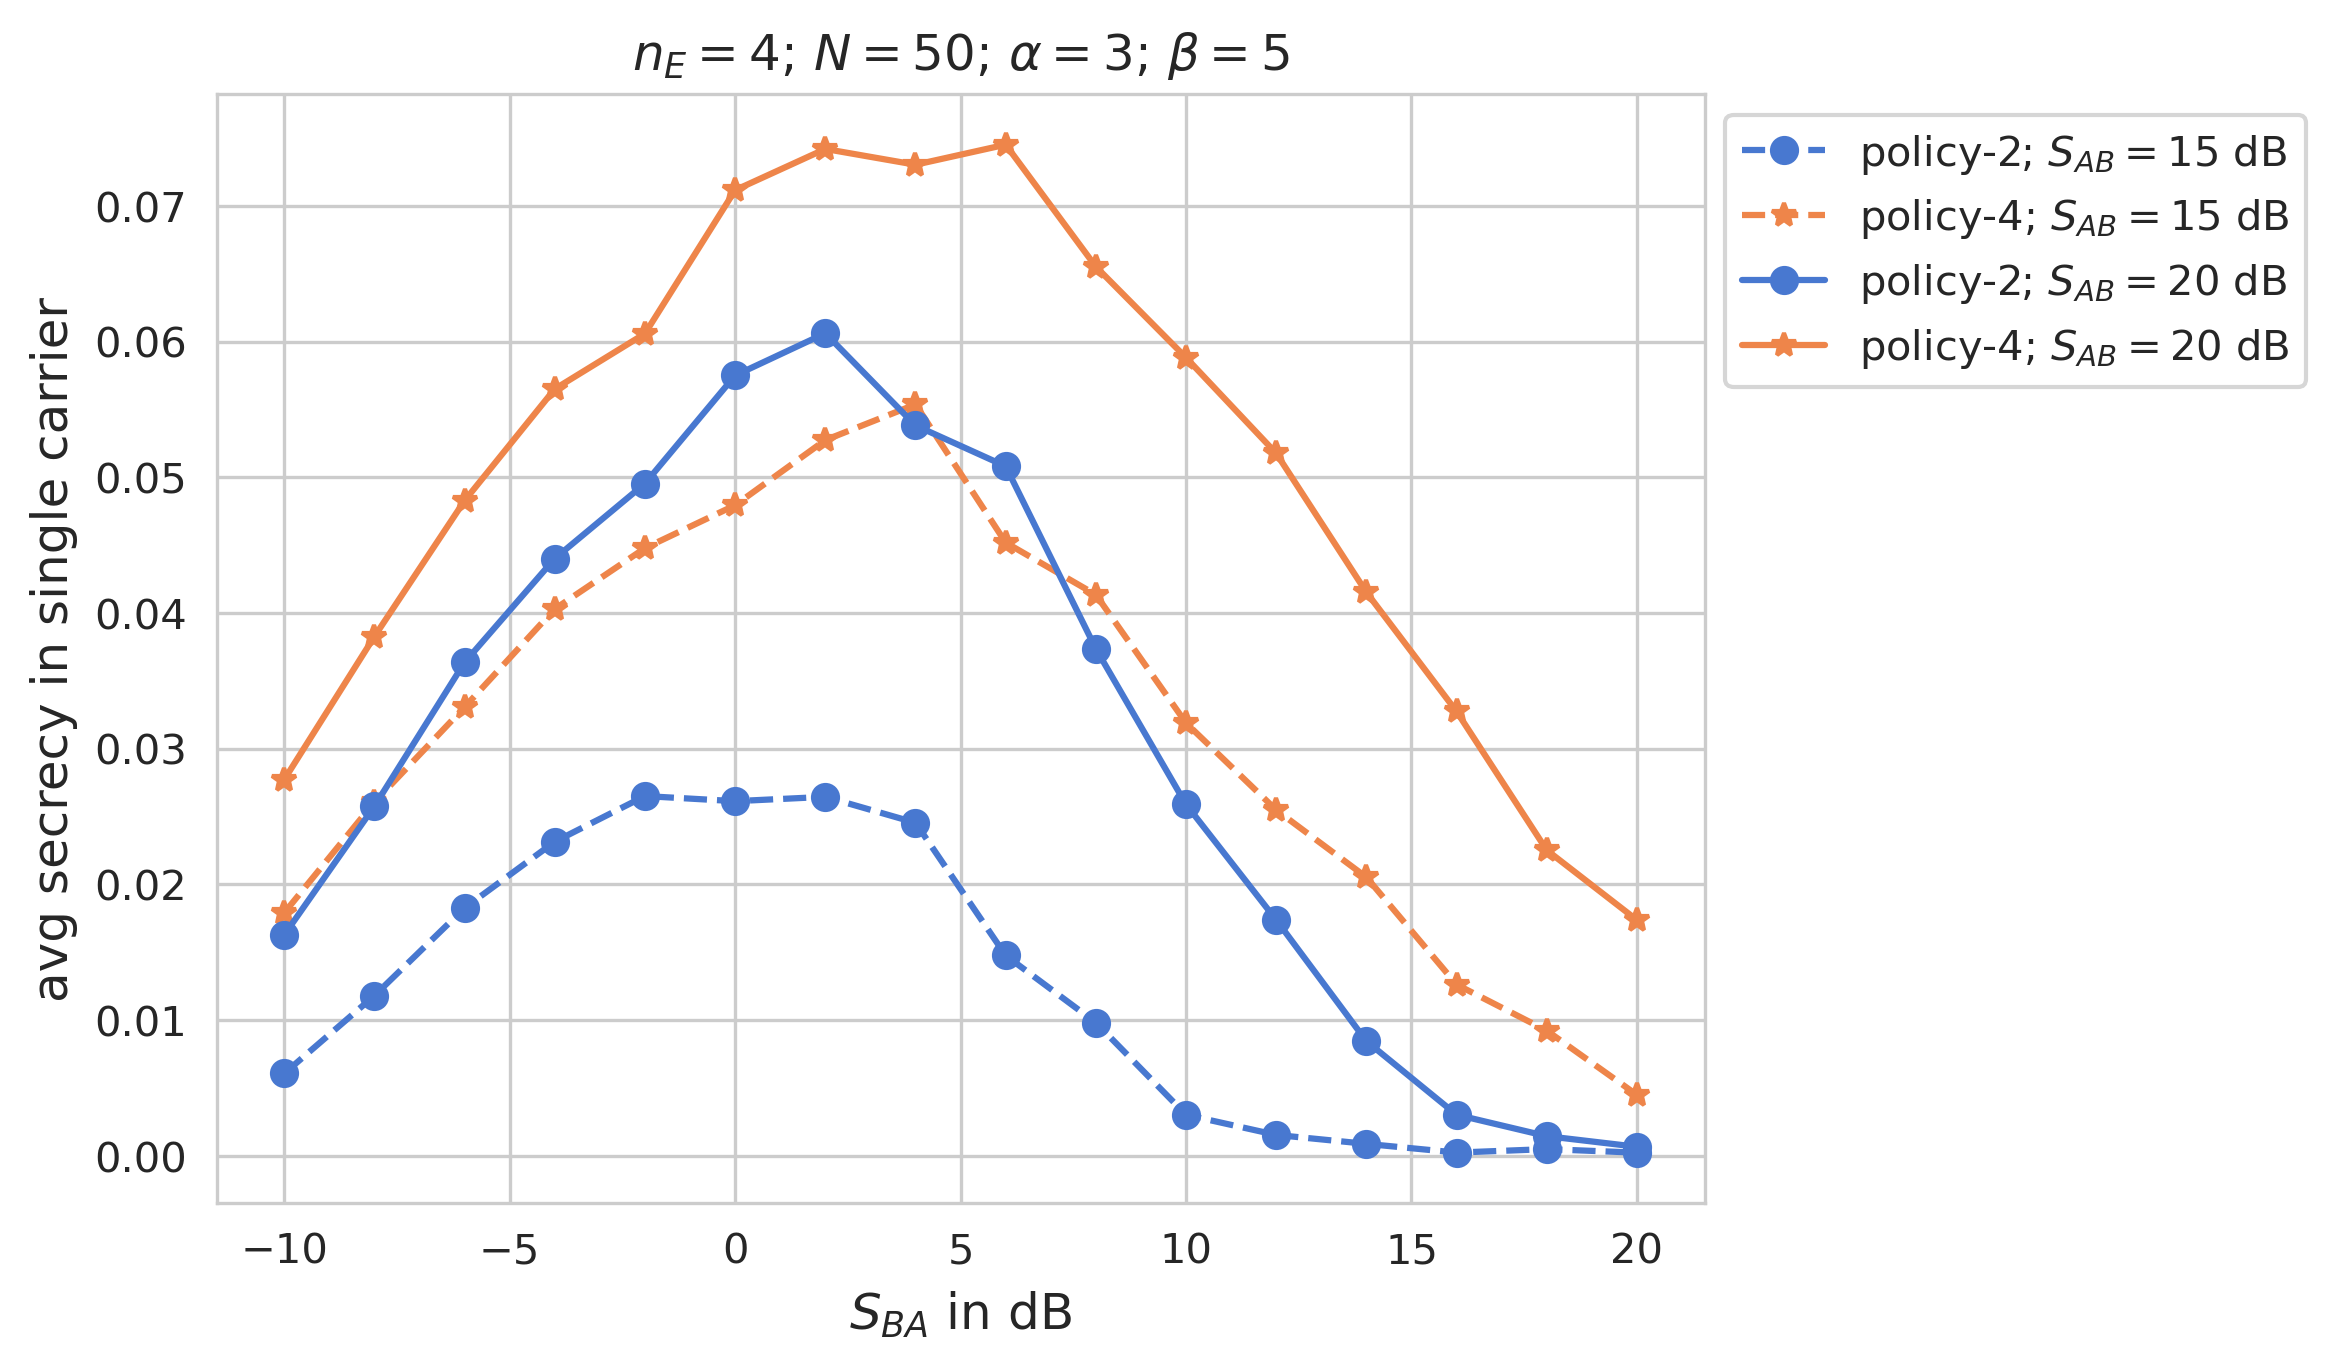 n_E = 4; N = 50; α = 3; β = 5
avg secrecy in single carrier
0.07
0.06
0.05
0.04
0.03
0.02
0.01
0.00
−10 −5 0 5 10 15 20
S_BA in dB
policy-2; S_AB = 15 dB
policy-4; S_AB = 15 dB
policy-2; S_AB = 20 dB
policy-4; S_AB = 20 dB